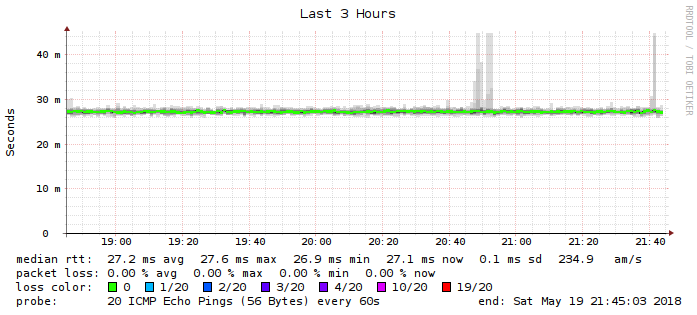 Last 3 Hours
RRDTOOL / TOBI OETIKER
Seconds
40 m
30 m
20 m
10 m
0
19:00 19:20 19:40 20:00 20:20 20:40 21:00 21:20 21:40
median rtt: 27.2 ms avg 27.6 ms max 26.9 ms min 27.1 ms now 0.1 ms sd 234.9 am/s
packet loss: 0.00 % avg 0.00 % max 0.00 % min 0.00 % now
loss color: 0 1/20 2/20 3/20 4/20 10/20 19/20
probe: 20 ICMP Echo Pings (56 Bytes) every 60s end: Sat May 19 21:45:03 2018